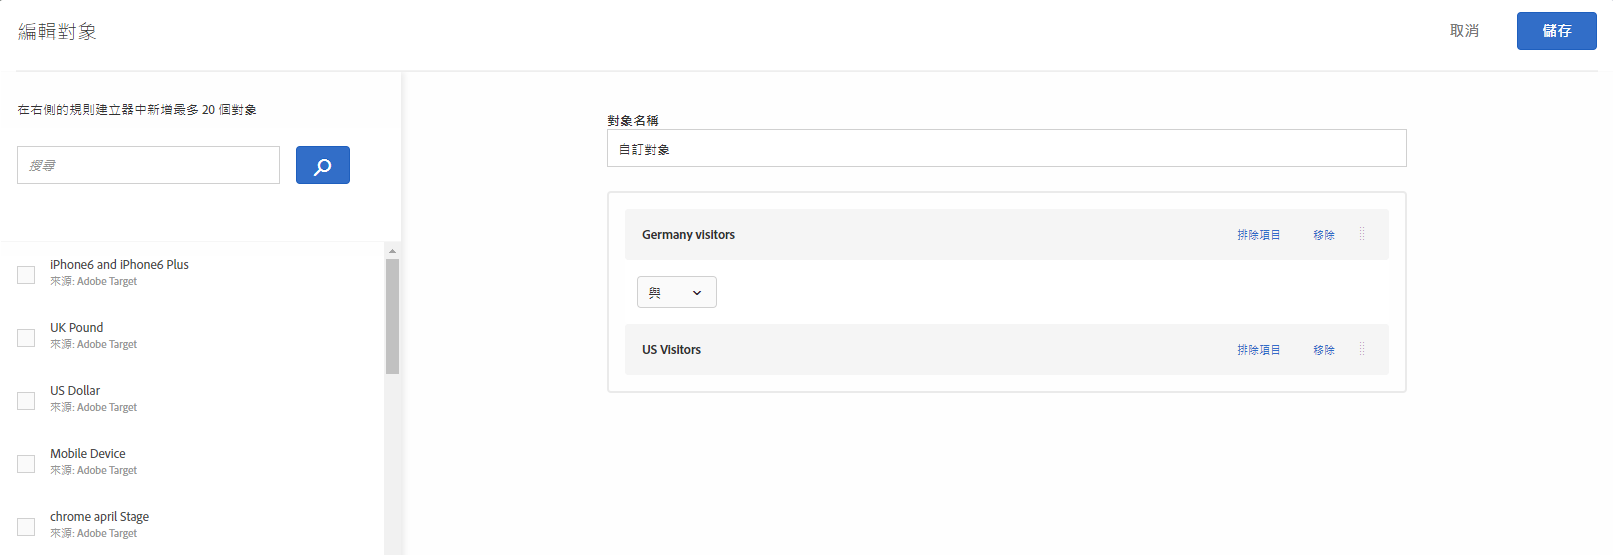 編輯對象
取消
儲存
在右側的規則建立器中新增最多 20 個對象
搜尋
iPhone6 and iPhone6 Plus
來源: Adobe Target
UK Pound
來源: Adobe Target
US Dollar
來源: Adobe Target
Mobile Device
來源: Adobe Target
chrome april Stage
來源: Adobe Target
對象名稱
自訂對象
Germany visitors
排除項目
移除
與
US Visitors
排除項目
移除